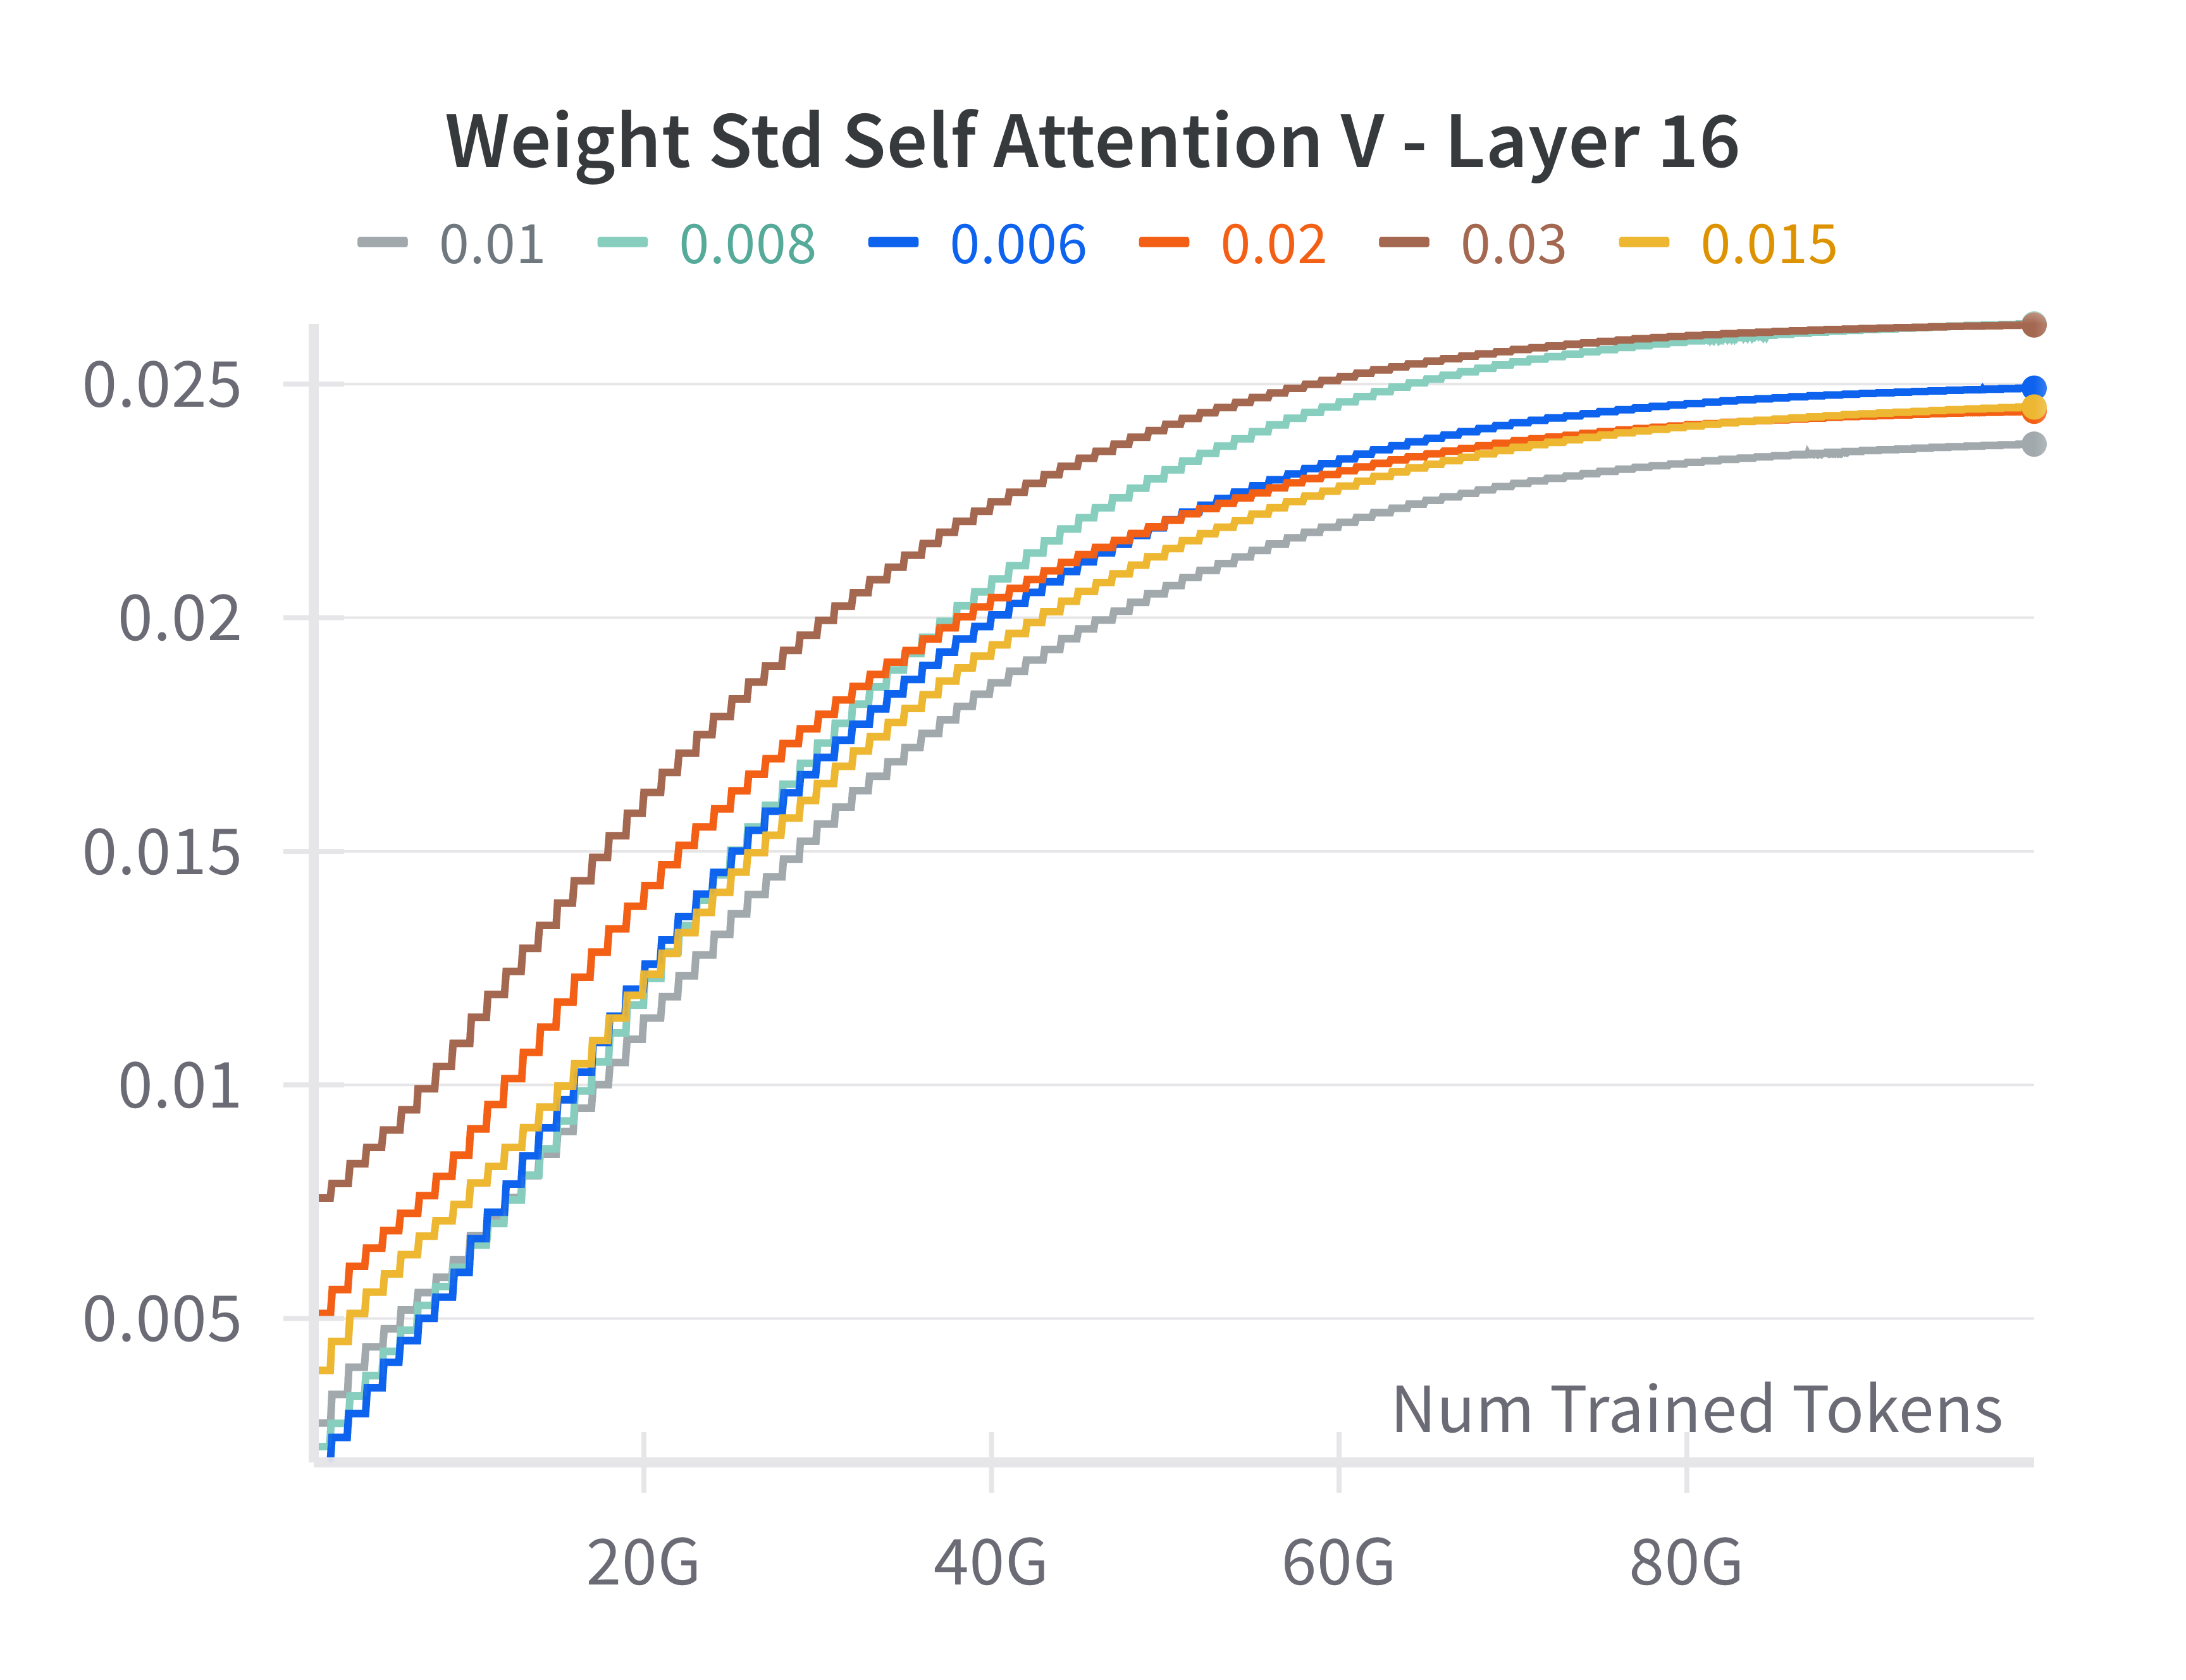 Weight Std Self Attention V - Layer 16
0.01 0.008 0.006 0.02 0.03 0.015
0.025
0.02
0.015
0.01
0.005
Num Trained Tokens
20G 40G 60G 80G